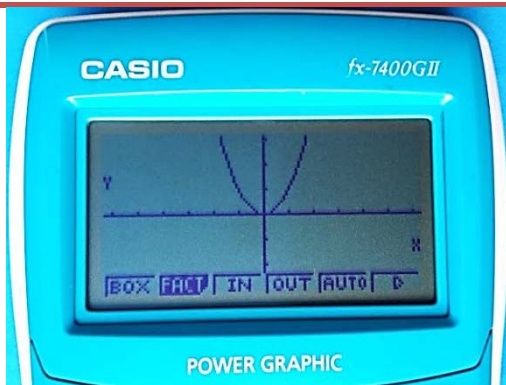 CASIO fx-7400GII
Y
X
BOX FACT IN OUT AUTO D
POWER GRAPHIC